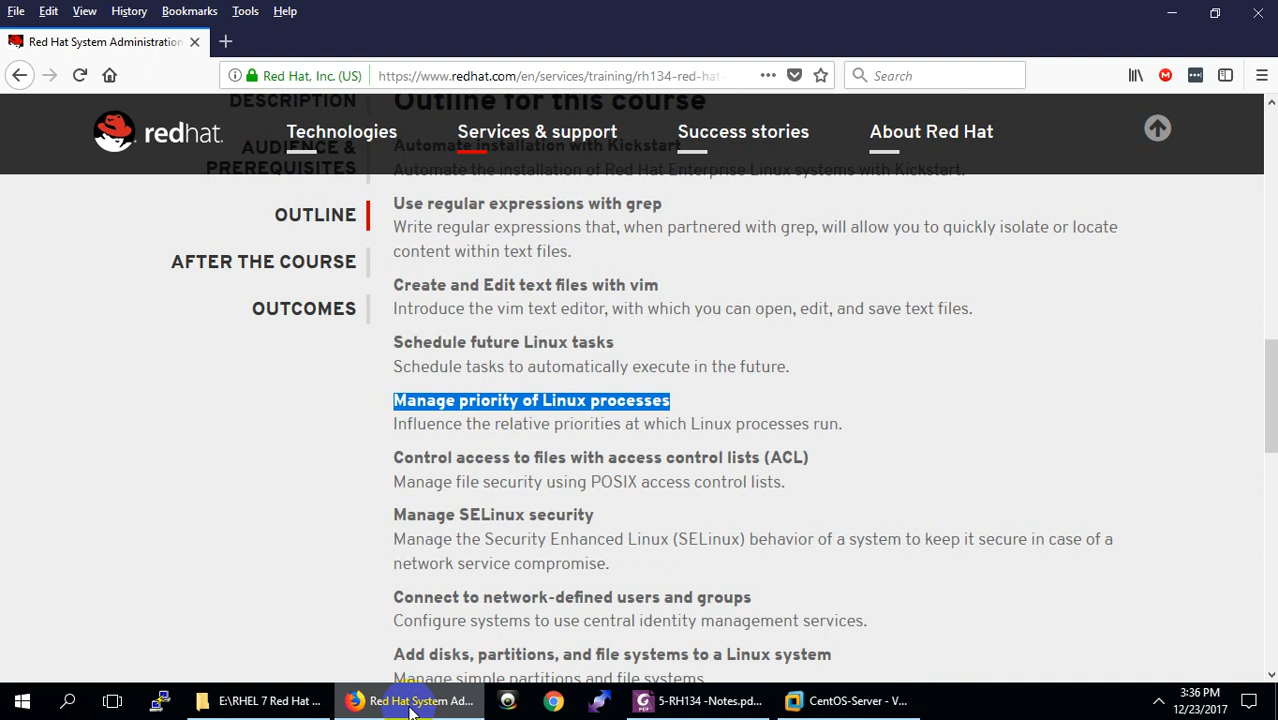 File Edit View History Bookmarks Tools Help
Red Hat System Administration
Red Hat, Inc. (US) https://www.redhat.com/en/services/training/rh134-red-hat- Search
DESCRIPTION
Outline for this course
redhat. Technologies Services & support Success stories About Red Hat
AUDIENCE &
PREREQUISITES
Automate installation with Kickstart
Automate the installation of Red Hat Enterprise Linux systems with Kickstart.
OUTLINE
AFTER THE COURSE
OUTCOMES
Use regular expressions with grep
Write regular expressions that, when partnered with grep, will allow you to quickly isolate or locate
content within text files.
Create and Edit text files with vim
Introduce the vim text editor, with which you can open, edit, and save text files.
Schedule future Linux tasks
Schedule tasks to automatically execute in the future.
Manage priority of Linux processes
Influence the relative priorities at which Linux processes run.
Control access to files with access control lists (ACL)
Manage file security using POSIX access control lists.
Manage SELinux security
Manage the Security Enhanced Linux (SELinux) behavior of a system to keep it secure in case of a
network service compromise.
Connect to network-defined users and groups
Configure systems to use central identity management services.
Add disks, partitions, and file systems to a Linux system
Manage simple partitions and file systems.
E:\RHEL 7 Red Hat ... Red Hat System Ad... 5-RH134 -Notes.pd... CentOS-Server - V...
3:36 PM
12/23/2017